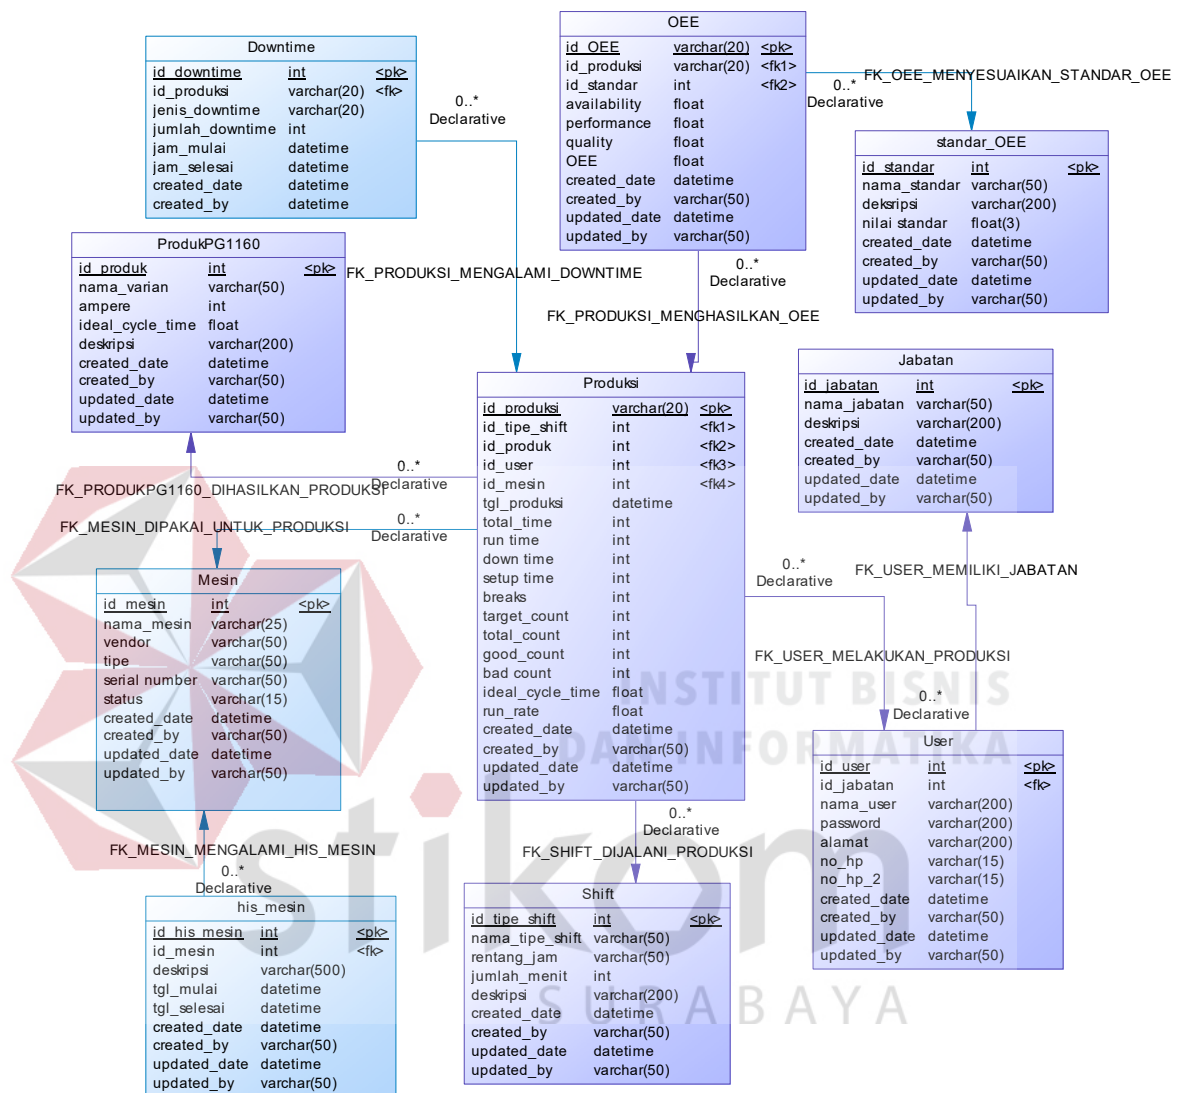 Downtime
id_downtime int <pk>
id_produksi varchar(20) <fk>
jenis_downtime varchar(20)
jumlah_downtime int
jam_mulai datetime
jam_selesai datetime
created_date datetime
created_by datetime
OEE
id_OEE varchar(20) <pk>
id_produksi varchar(20) <fk1>
id_standar int <fk2>
availability float
performance float
quality float
OEE float
created_date datetime
created_by varchar(50)
updated_date datetime
updated_by varchar(50)
0..*
Declarative
FK_OEE_MENYESUAIKAN_STANDAR_OEE
0..*
Declarative
standar_OEE
id_standar int <pk>
nama_standar varchar(50)
deksripsi varchar(200)
nilai standar float(3)
created_date datetime
created_by varchar(50)
updated_date datetime
updated_by varchar(50)
ProdukPG1160
id_produk int <pk>
nama_varian varchar(50)
ampere int
ideal_cycle_time float
deskripsi varchar(200)
created_date datetime
created_by varchar(50)
updated_date datetime
updated_by varchar(50)
FK_PRODUKSI_MENGALAMI_DOWNTIME
0..*
Declarative
FK_PRODUKSI_MENGHASILKAN_OEE
Produksi
id_produksi varchar(20) <pk>
id_tipe_shift int <fk1>
id_produk int <fk2>
id_user int <fk3>
id_mesin int <fk4>
tgl_produksi datetime
total_time int
run time int
down time int
setup time int
breaks int
target_count int
total_count int
good_count int
bad count int
ideal_cycle_time float
run_rate float
created_date datetime
created_by varchar(50)
updated_date datetime
updated_by varchar(50)
Jabatan
id_jabatan int <pk>
nama_jabatan varchar(50)
deskripsi varchar(200)
created_date datetime
created_by varchar(50)
updated_date datetime
updated_by varchar(50)
0..*
Declarative
FK_PRODUKPG1160_DIHASILKAN_PRODUKSI
0..*
Declarative
FK_MESIN_DIPAKAI_UNTUK_PRODUKSI
Mesin
id_mesin int <pk>
nama_mesin varchar(25)
vendor varchar(50)
tipe varchar(50)
serial number varchar(50)
status varchar(15)
created_date datetime
created_by varchar(50)
updated_date datetime
updated_by varchar(50)
0..*
Declarative
FK_USER_MEMILIKI_JABATAN
FK_USER_MELAKUKAN_PRODUKSI
INSTITUT BISNIS
DAN INFORMATIKA
0..*
Declarative
User
id_user int <pk>
id_jabatan int <fk>
nama_user varchar(200)
password varchar(200)
alamat varchar(200)
no_hp varchar(15)
no_hp_2 varchar(15)
created_date datetime
created_by varchar(50)
updated_date datetime
updated_by varchar(50)
0..*
Declarative
FK_SHIFT_DIJALANI_PRODUKSI
FK_MESIN_MENGALAMI_HIS_MESIN
0..*
Declarative
stikom
his_mesin
id_his_mesin int <pk>
id_mesin int <fk>
deskripsi varchar(500)
tgl_mulai datetime
tgl_selesai datetime
created_date datetime
created_by varchar(50)
updated_date datetime
updated_by varchar(50)
Shift
id_tipe_shift int <pk>
nama_tipe_shift varchar(50)
rentang_jam varchar(50)
jumlah_menit int
deskripsi varchar(200)
created_date datetime
created_by varchar(50)
updated_date datetime
updated_by varchar(50)
SURABAYA